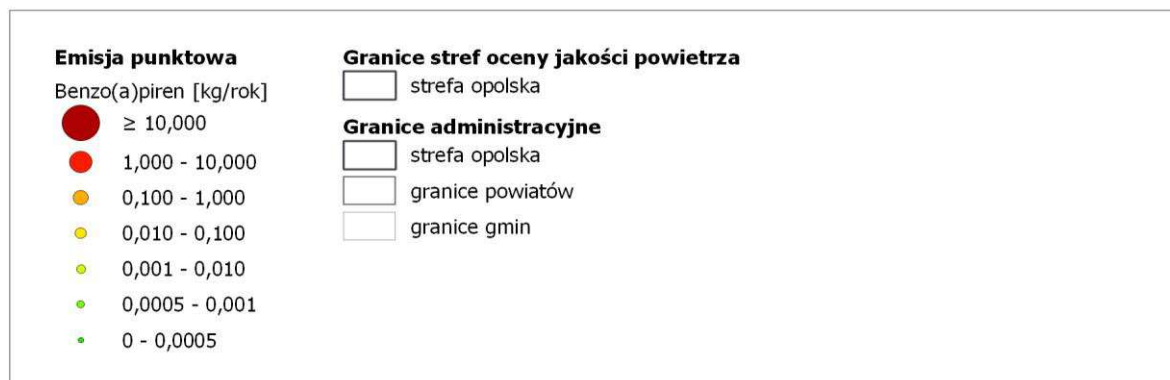 Emisja punktowa
Benzo(a)piren [kg/rok]
≥ 10,000
1,000 - 10,000
0,100 - 1,000
0,010 - 0,100
0,001 - 0,010
0,0005 - 0,001
0 - 0,0005
Granice stref oceny jakości powietrza
strefa opolska
Granice administracyjne
strefa opolska
granice powiatów
granice gmin